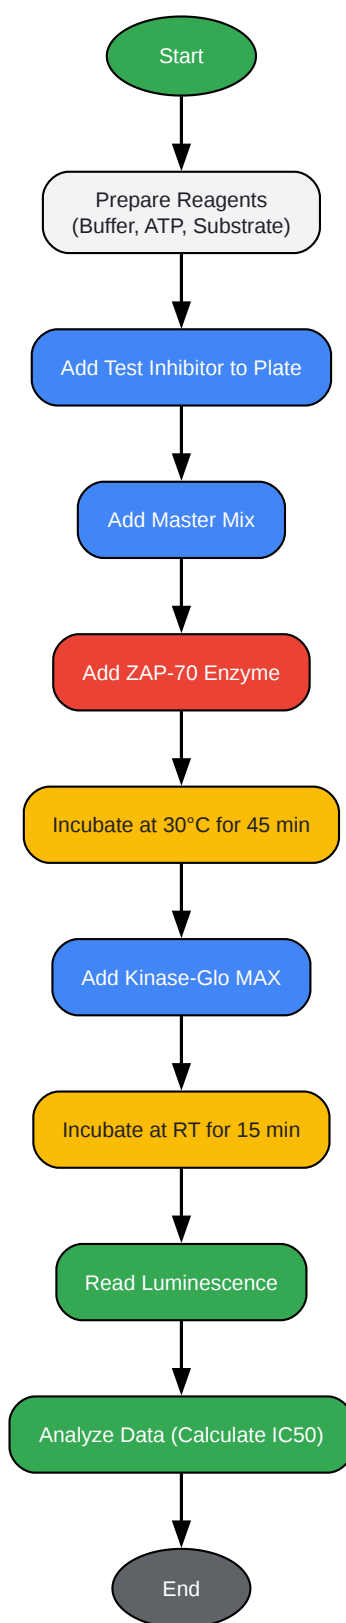 Start
Prepare Reagents
(Buffer, ATP, Substrate)
Add Test Inhibitor to Plate
Add Master Mix
Add ZAP-70 Enzyme
Incubate at 30°C for 45 min
Add Kinase-Glo MAX
Incubate at RT for 15 min
Read Luminescence
Analyze Data (Calculate IC50)
End